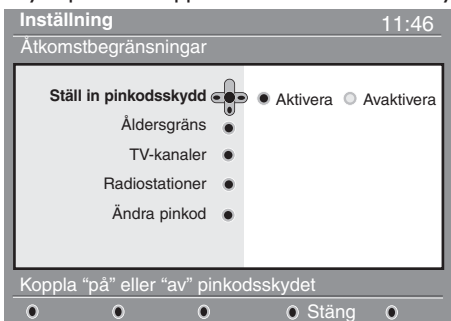 Inställning 11:46
Åtkomstbegränsningar
Ställ in pinkodsskydd Aktivera Avaktivera
Åldersgräns
TV-kanaler
Radiostationer
Ändra pinkod
Koppla “på” eller “av” pinkodsskydet
Stäng